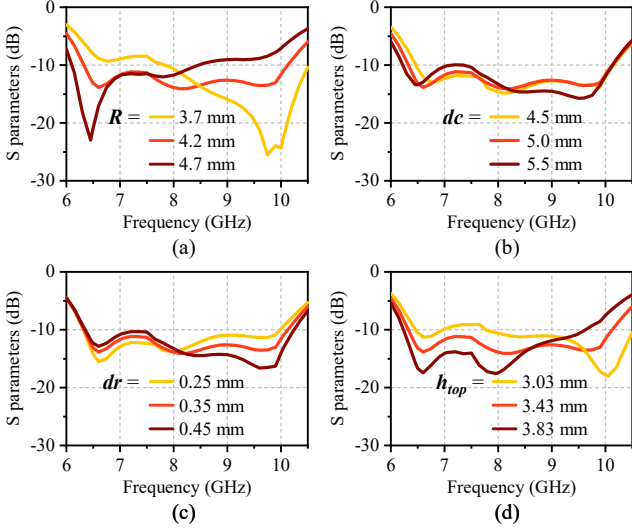 0
-10
-20
-30
S parameters (dB)
R =
3.7 mm
4.2 mm
4.7 mm
6 7 8 9 10
Frequency (GHz)
(a)
0
-10
-20
-30
S parameters (dB)
dc =
4.5 mm
5.0 mm
5.5 mm
6 7 8 9 10
Frequency (GHz)
(b)
0
-10
-20
-30
S parameters (dB)
dr =
0.25 mm
0.35 mm
0.45 mm
6 7 8 9 10
Frequency (GHz)
(c)
0
-10
-20
-30
S parameters (dB)
h_top =
3.03 mm
3.43 mm
3.83 mm
6 7 8 9 10
Frequency (GHz)
(d)